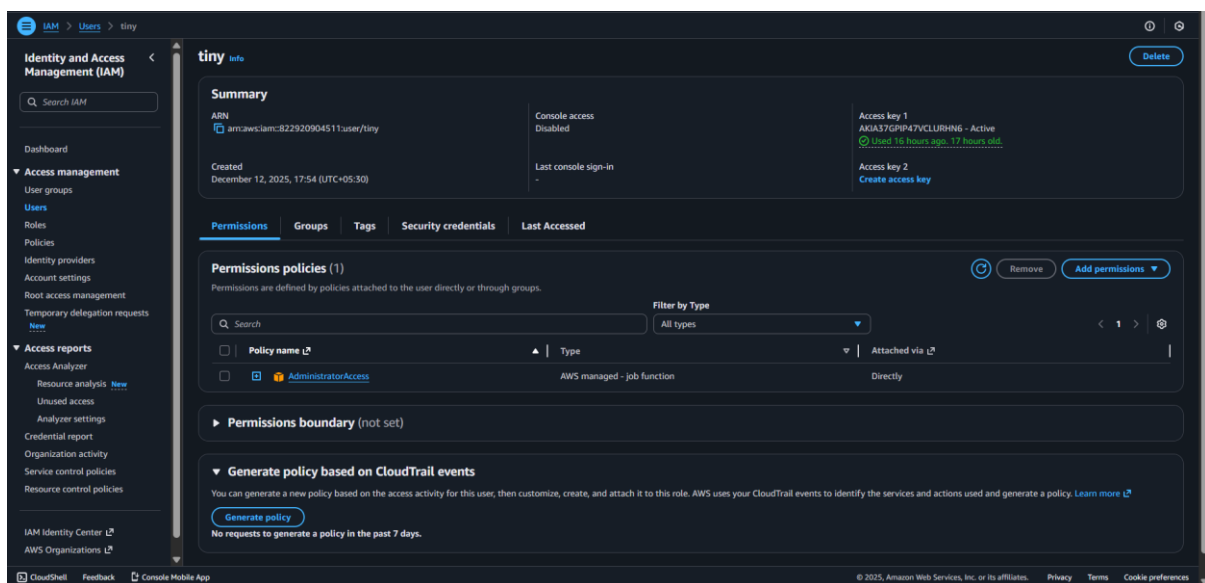 IAM > Users > tiny
Identity and Access Management (IAM)
Search IAM
Dashboard
Access management
User groups
Users
Roles
Policies
Identity providers
Account settings
Root access management
Temporary delegation requests
New
Access reports
Access Analyzer
Resource analysis New
Unused access
Analyzer settings
Credential report
Organization activity
Service control policies
Resource control policies
IAM Identity Center
AWS Organizations
tiny Info
Delete
Summary
ARN
arn:aws:iam::822920904511:user/tiny
Console access
Disabled
Access key 1
AKIA37GPIP47VCLURHN6 - Active
Used 16 hours ago. 17 hours old.
Created
December 12, 2025, 17:54 (UTC+05:30)
Last console sign-in
-
Access key 2
Create access key
Permissions Groups Tags Security credentials Last Accessed
Permissions policies (1)
Remove
Add permissions
Permissions are defined by policies attached to the user directly or through groups.
Filter by Type
Search
All types
1
Policy name Type Attached via
AdministratorAccess AWS managed - job function Directly
Permissions boundary (not set)
Generate policy based on CloudTrail events
You can generate a new policy based on the access activity for this user, then customize, create, and attach it to this role. AWS uses your CloudTrail events to identify the services and actions used and generate a policy. Learn more
Generate policy
No requests to generate a policy in the past 7 days.
CloudShell Feedback Console Mobile App
© 2025, Amazon Web Services, Inc. or its affiliates. Privacy Terms Cookie preferences